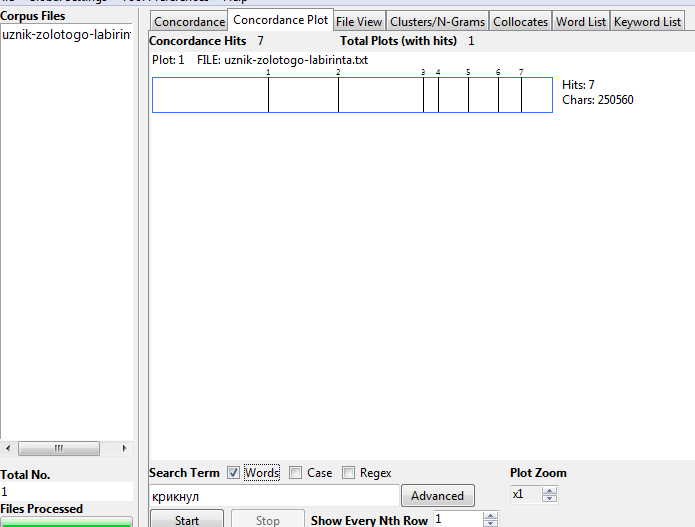 Corpus Files
uznik-zolotogo-labirint
Total No.
1
Files Processed
Concordance Concordance Plot File View Clusters/N-Grams Collocates Word List Keyword List
Concordance Hits 7 Total Plots (with hits) 1
Plot: 1 FILE: uznik-zolotogo-labirinta.txt
1 2 3 4 5 6 7
Hits: 7
Chars: 250560
Search Term Words Case Regex Plot Zoom
крикнул Advanced x1
Start Stop Show Every Nth Row 1